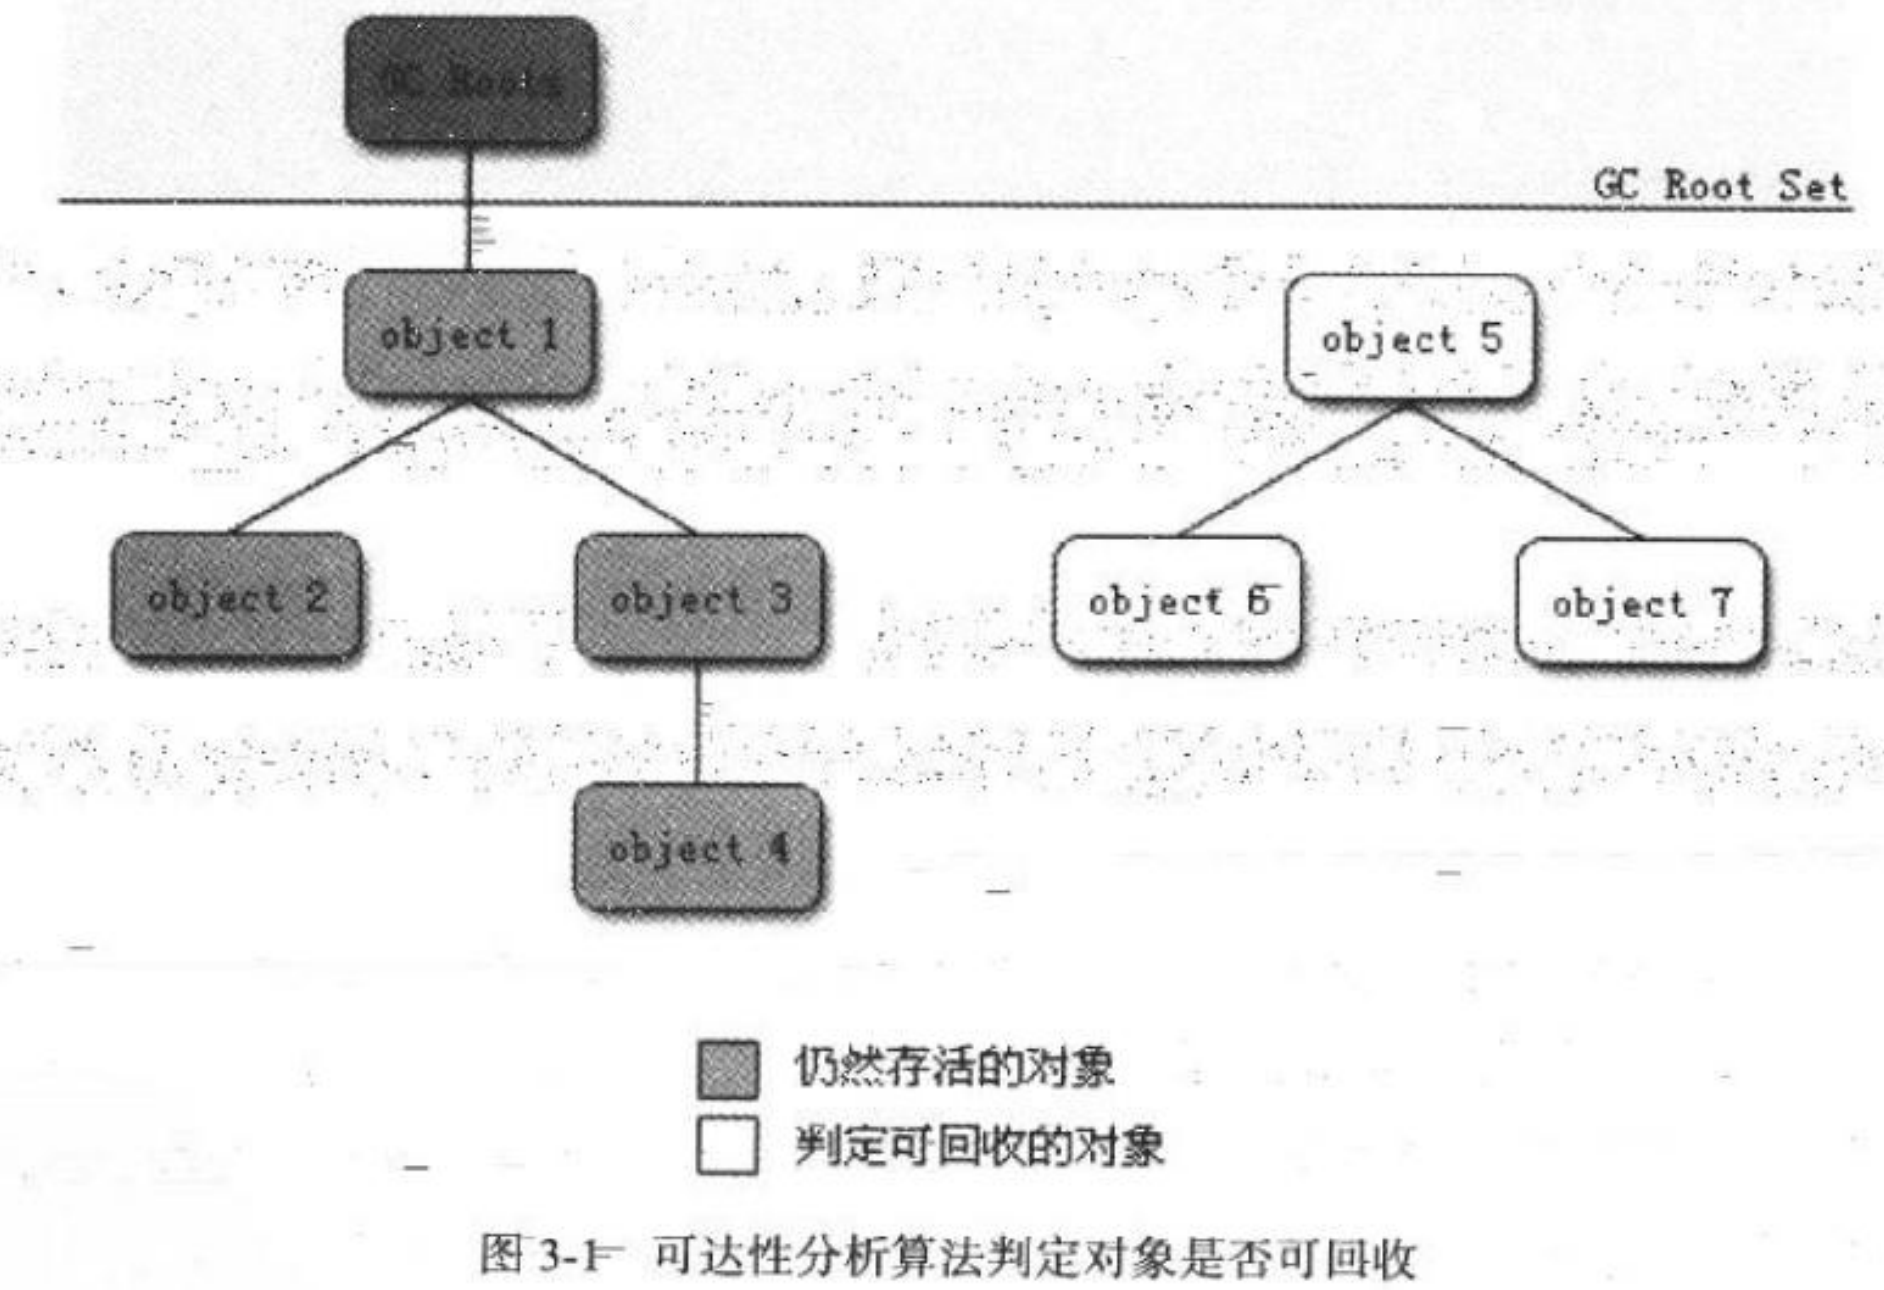 GC Roots
GC Root Set
object 1
object 5
object 2
object 3
object 6
object 7
object 4
仍然存活的对象
判定可回收的对象
图 3-1 可达性分析算法判定对象是否可回收